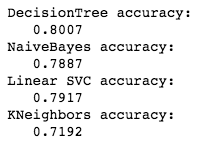 DecisionTree accuracy:
0.8007
NaiveBayes accuracy:
0.7887
Linear SVC accuracy:
0.7917
KNeighbors accuracy:
0.7192